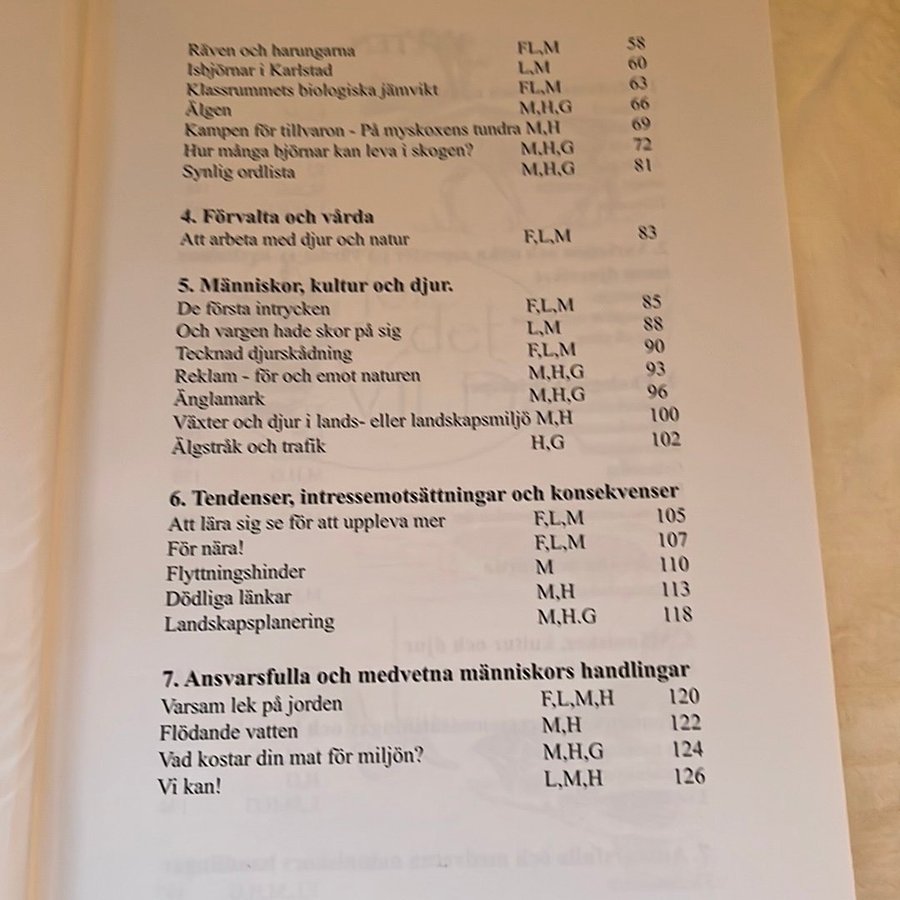 Räven och harungarna FL,M 58
Isbjörnar i Karlstad L,M 60
Klassrummets biologiska jämvikt FL,M 63
Älgen M,H,G 66
Kampen för tillvaron - På myskoxens tundra M,H 69
Hur många björnar kan leva i skogen? M,H,G 72
Synlig ordlista M,H,G 81
4. Förvalta och vårda
Att arbeta med djur och natur F,L,M 83
5. Människor, kultur och djur.
De första intrycken F,L,M 85
Och vargen hade skor på sig L,M 88
Tecknad djurskådning F,L,M 90
Reklam - för och emot naturen M,H,G 93
Änglamark M,H,G 96
Växter och djur i lands- eller landskapsmiljö M,H 100
Älgstråk och trafik H,G 102
6. Tendenser, intressemotsättningar och konsekvenser
Att lära sig se för att uppleva mer F,L,M 105
För nära! F,L,M 107
Flyttningshinder M 110
Dödliga länkar M,H 113
Landskapsplanering M,H.G 118
7. Ansvarsfulla och medvetna människors handlingar
Varsam lek på jorden F,L,M,H 120
Flödande vatten M,H 122
Vad kostar din mat för miljön? M,H,G 124
Vi kan! L,M,H 126